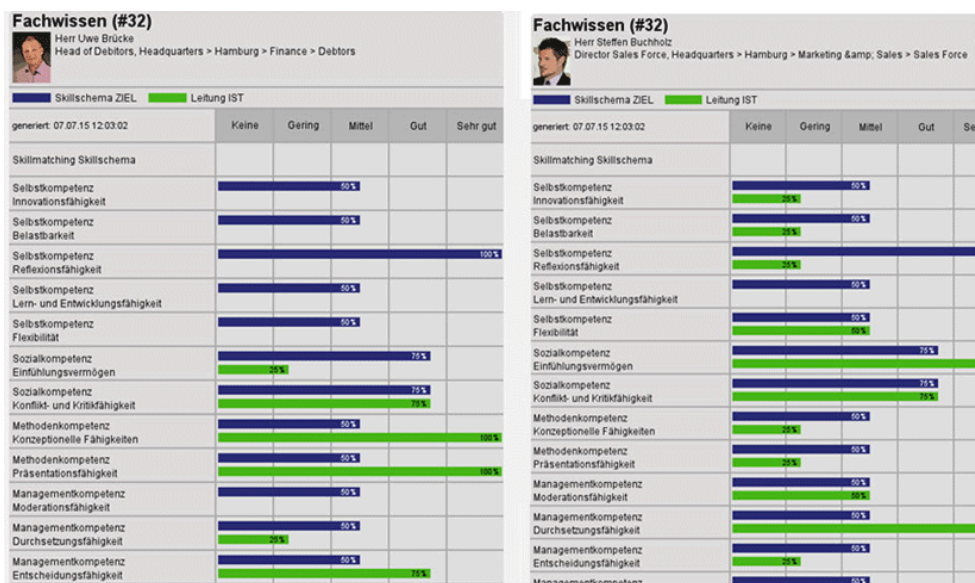 Fachwissen (#32)
Herr Uwe Brücke
Head of Debitors, Headquarters > Hamburg > Finance > Debtors
Skillschema ZIEL
Leitung IST
generiert: 07.07.15 12:03:02
Keine
Gering
Mittel
Gut
Sehr gut
Skillmatching Skillschema
Selbstkompetenz
Innovationsfähigkeit
50%
Selbstkompetenz
Belastbarkeit
50%
Selbstkompetenz
Reflexionsfähigkeit
100%
Selbstkompetenz
Lern- und Entwicklungsfähigkeit
50%
Selbstkompetenz
Flexibilität
50%
Sozialkompetenz
Einfühlungsvermögen
75%
25%
Sozialkompetenz
Konflikt- und Kritikfähigkeit
75%
75%
Methodenkompetenz
Konzeptionelle Fähigkeiten
50%
100%
Methodenkompetenz
Präsentationsfähigkeit
50%
100%
Managementkompetenz
Moderationsfähigkeit
50%
Managementkompetenz
Durchsetzungsfähigkeit
50%
25%
Managementkompetenz
Entscheidungsfähigkeit
50%
75%
Fachwissen (#32)
Herr Steffen Buchholz
Director Sales Force, Headquarters > Hamburg > Marketing &amp; Sales > Sales Force
Skillschema ZIEL
Leitung IST
generiert: 07.07.15 12:03:02
Keine
Gering
Mittel
Gut
Se
Skillmatching Skillschema
Selbstkompetenz
Innovationsfähigkeit
50%
25%
Selbstkompetenz
Belastbarkeit
50%
25%
Selbstkompetenz
Reflexionsfähigkeit
25%
Selbstkompetenz
Lern- und Entwicklungsfähigkeit
50%
Selbstkompetenz
Flexibilität
50%
50%
Sozialkompetenz
Einfühlungsvermögen
75%
Sozialkompetenz
Konflikt- und Kritikfähigkeit
75%
75%
Methodenkompetenz
Konzeptionelle Fähigkeiten
50%
25%
Methodenkompetenz
Präsentationsfähigkeit
50%
25%
Managementkompetenz
Moderationsfähigkeit
50%
50%
Managementkompetenz
Durchsetzungsfähigkeit
50%
Managementkompetenz
Entscheidungsfähigkeit
50%
25%
Managementkompetenz
50%